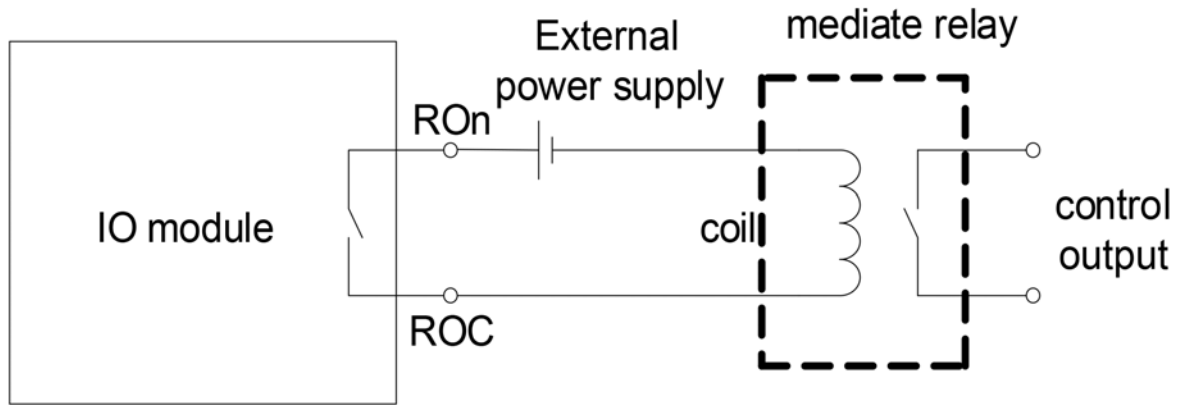 External
power supply
mediate relay
ROn
IO module
coil
control
output
ROC